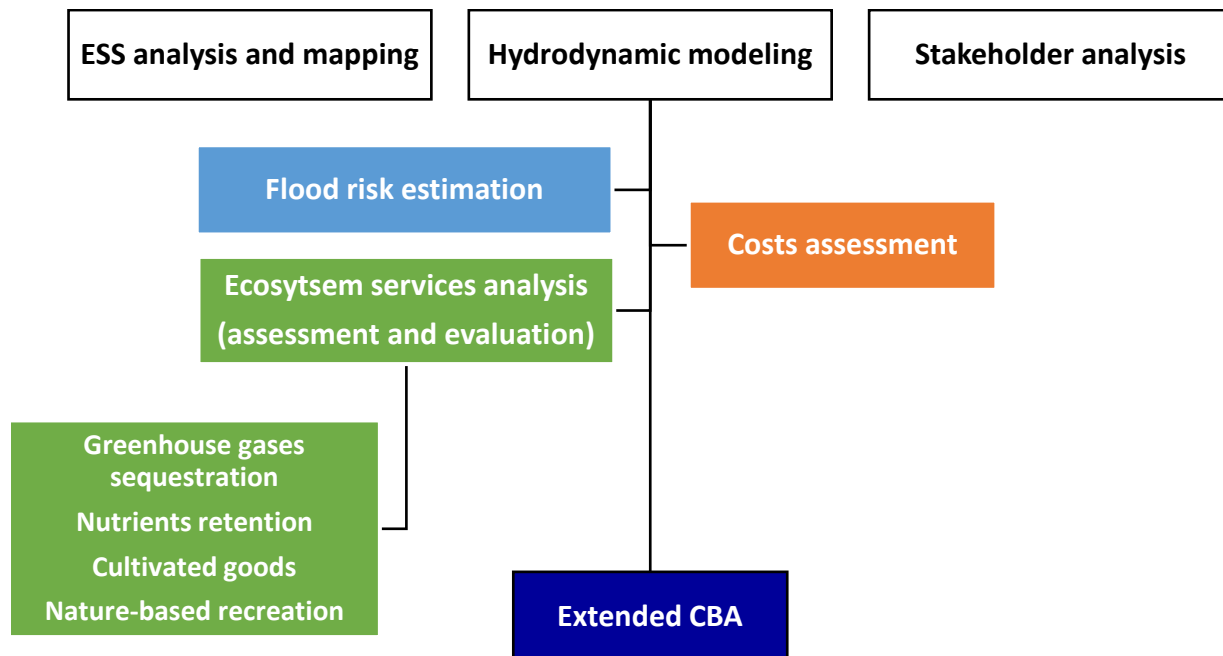 ESS analysis and mapping
Hydrodynamic modeling
Stakeholder analysis
Flood risk estimation
Costs assessment
Ecosytsem services analysis
(assessment and evaluation)
Greenhouse gases
sequestration
Nutrients retention
Cultivated goods
Nature-based recreation
Extended CBA